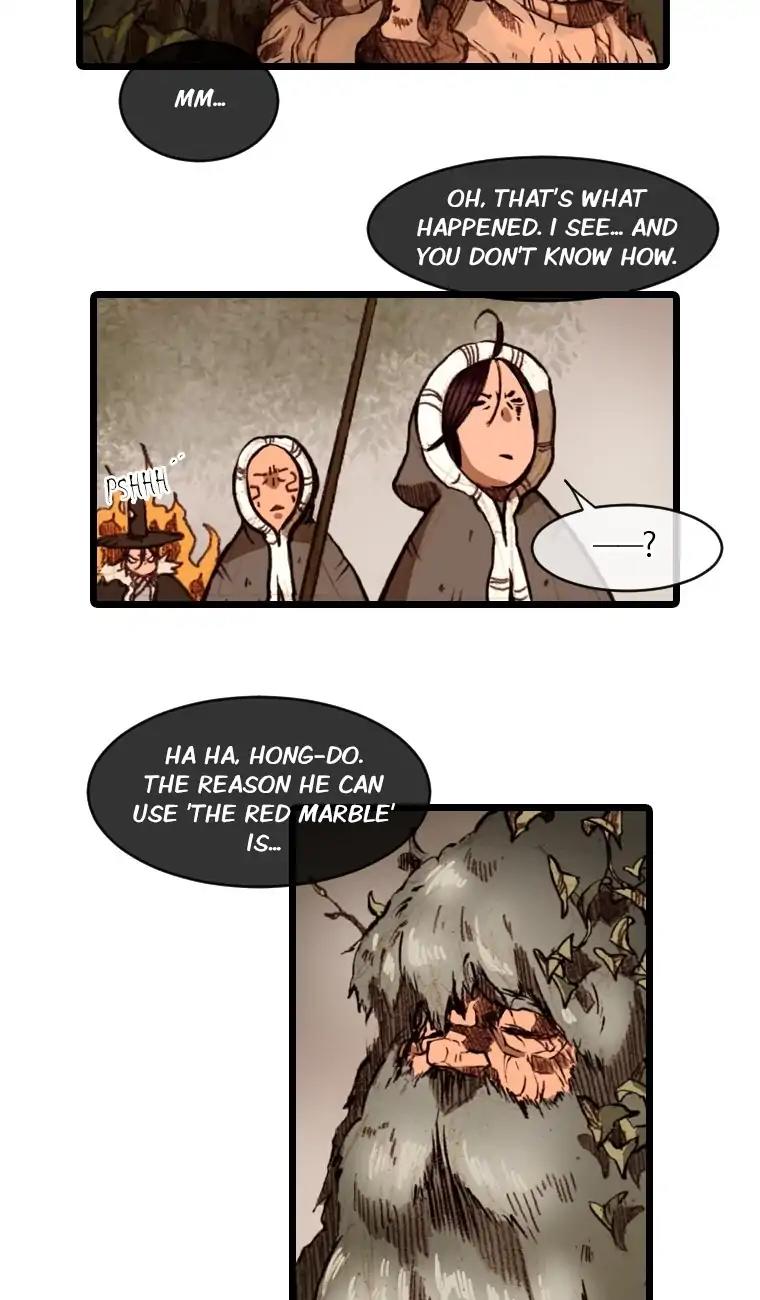 MM...
OH, THAT'S WHAT
HAPPENED. I SEE... AND
YOU DON'T KNOW HOW.
PSHHH
——?
HA HA, HONG-DO.
THE REASON HE CAN
USE 'THE RED MARBLE'
IS...